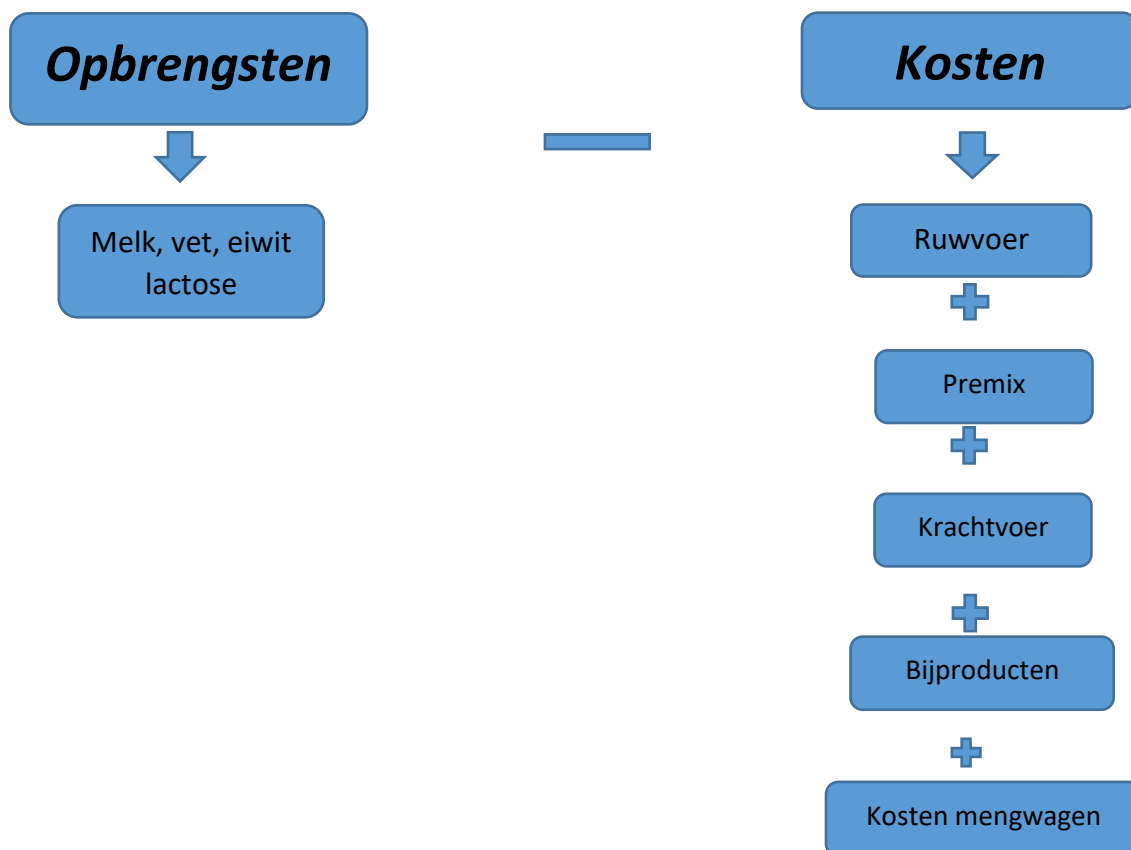 Opbrengsten
Melk, vet, eiwit
lactose
Kosten
Ruwvoer
Premix
Krachtvoer
Bijproducten
Kosten mengwagen